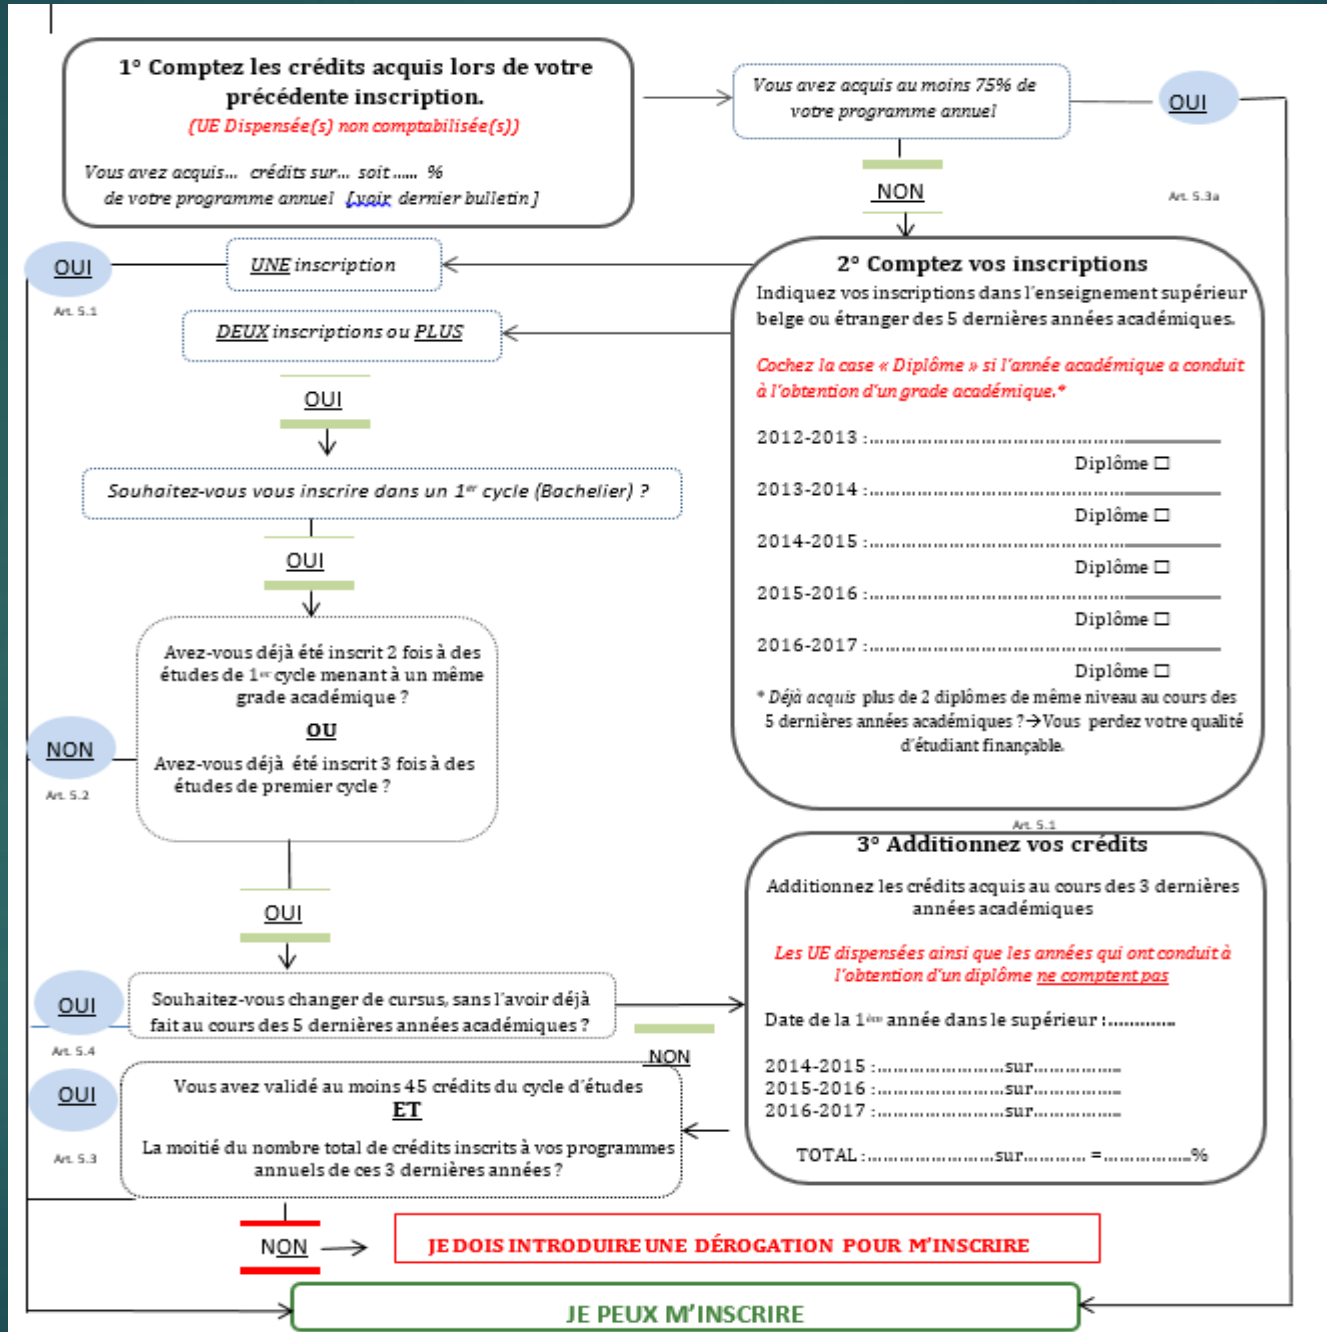 1° Comptez les crédits acquis lors de votre
précédente inscription.
(UE Dispensée(s) non comptabilisée(s))
Vous avez acquis... crédits sur... soit ...... %
de votre programme annuel [voir dernier bulletin]
Vous avez acquis au moins 75% de
votre programme annuel
OUI
Art. 5.3a
NON
2° Comptez vos inscriptions
Indiquez vos inscriptions dans l'enseignement supérieur
belge ou étranger des 5 dernières années académiques.
Cochez la case « Diplôme » si l'année académique a conduit
à l'obtention d'un grade académique.*
2012-2013 :................................................
Diplôme □
2013-2014 :................................................
Diplôme □
2014-2015 :................................................
Diplôme □
2015-2016 :................................................
Diplôme □
2016-2017 :................................................
Diplôme □
* Déjà acquis plus de 2 diplômes de même niveau au cours des
5 dernières années académiques ?→Vous perdez votre qualité
d'étudiant finançable.
Art. 5.1
UNE inscription
OUI
Art. 5.1
DEUX inscriptions ou PLUS
OUI
Souhaitez-vous vous inscrire dans un 1er cycle (Bachelier) ?
OUI
Avez-vous déjà été inscrit 2 fois à des
études de 1er cycle menant à un même
grade académique ?
OU
Avez-vous déjà été inscrit 3 fois à des
études de premier cycle ?
NON
Art. 5.2
OUI
Souhaitez-vous changer de cursus, sans l'avoir déjà
fait au cours des 5 dernières années académiques ?
OUI
Art. 5.4
NON
3° Additionnez vos crédits
Additionnez les crédits acquis au cours des 3 dernières
années académiques
Les UE dispensées ainsi que les années qui ont conduit à
l'obtention d'un diplôme ne comptent pas
Date de la 1ère année dans le supérieur :.............
2014-2015 :........................sur.................
2015-2016 :........................sur.................
2016-2017 :........................sur.................
TOTAL :........................sur............ =.................%
Vous avez validé au moins 45 crédits du cycle d'études
ET
La moitié du nombre total de crédits inscrits à vos programmes
annuels de ces 3 dernières années ?
OUI
Art. 5.3
NON
JE DOIS INTRODUIRE UNE DÉROGATION POUR M'INSCRIRE
JE PEUX M'INSCRIRE